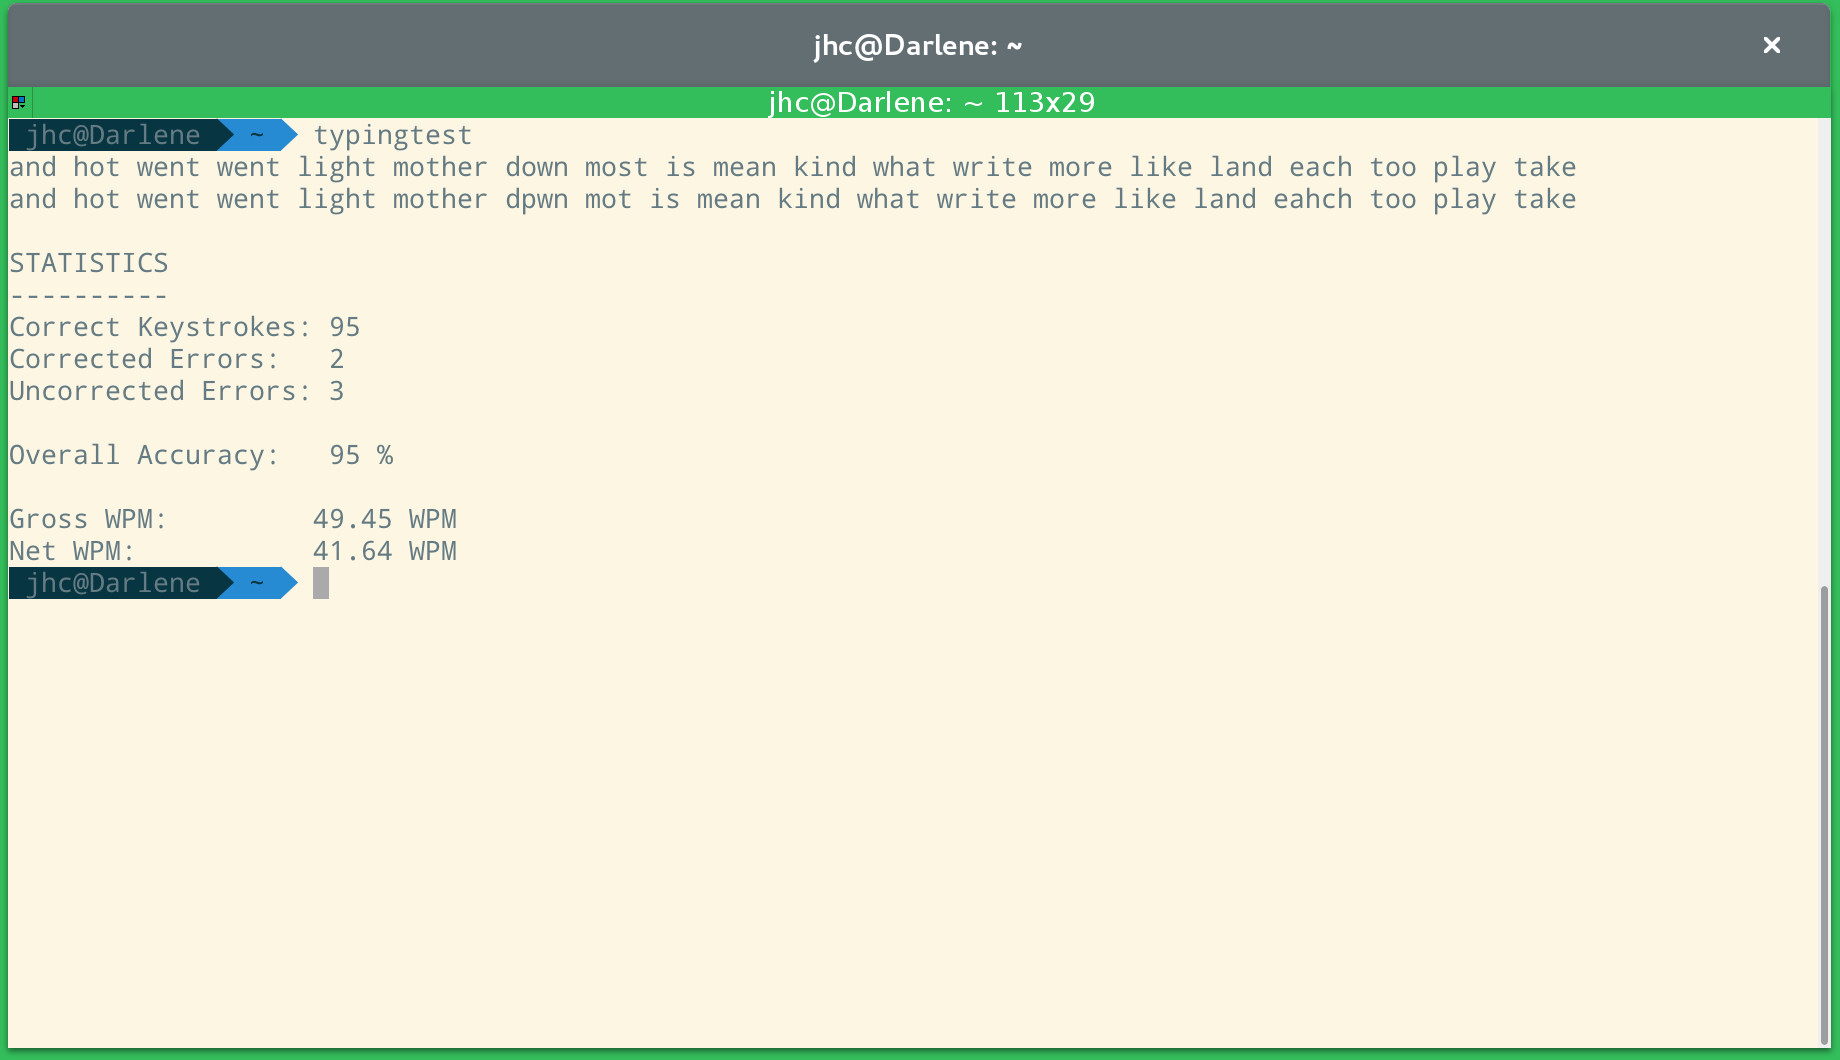 jhc@Darlene: ~
jhc@Darlene: ~ 113x29
jhc@Darlene ~ typingtest
and hot went went light mother down most is mean kind what write more like land each too play take
and hot went went light mother dpwn mot is mean kind what write more like land eahch too play take
STATISTICS
----------
Correct Keystrokes: 95
Corrected Errors: 2
Uncorrected Errors: 3
Overall Accuracy: 95 %
Gross WPM: 49.45 WPM
Net WPM: 41.64 WPM
jhc@Darlene ~